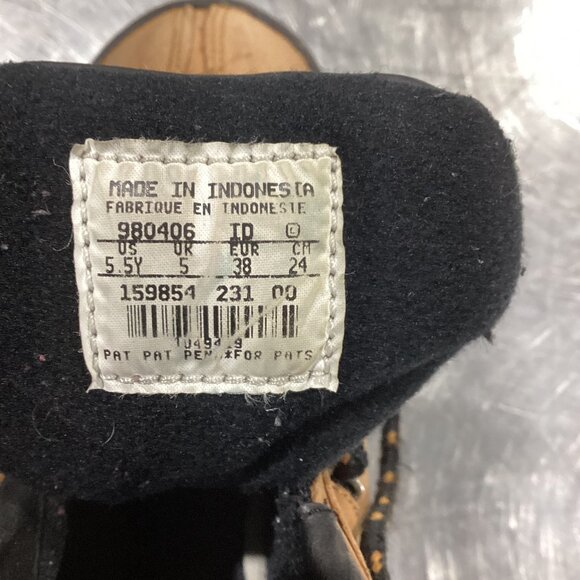 MADE IN INDONESIA
FABRIQUE EN INDONESIE
980406 ID ©
US UK EUR CM
5.5Y 5 38 24
159854 231 00
PAT PAT PEND*FOR PATS